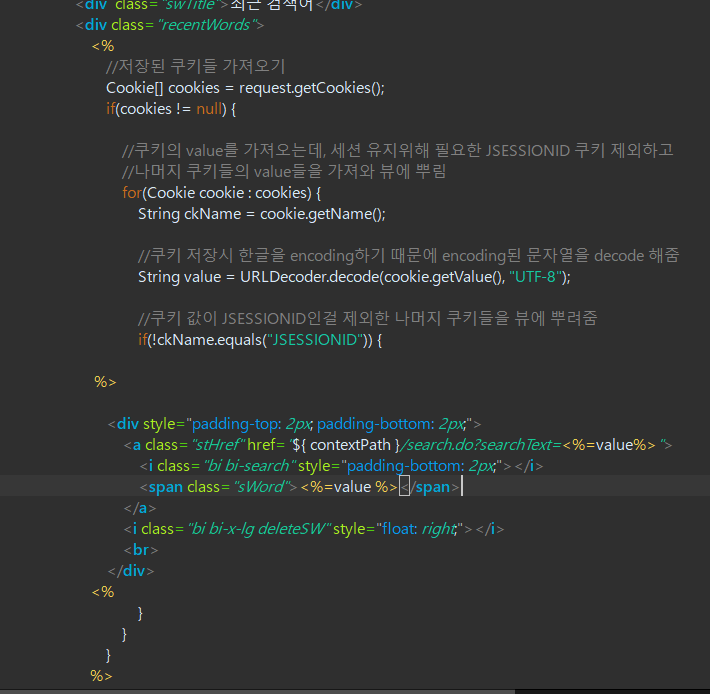 <div class="swTitle">최근 검색어</div>
<div class="recentWords">
<%
//저장된 쿠키들 가져오기
Cookie[] cookies = request.getCookies();
if(cookies != null) {
//쿠키의 value를 가져오는데, 세션 유지위해 필요한 JSESSIONID 쿠키 제외하고
//나머지 쿠키들의 value들을 가져와 뷰에 뿌림
for(Cookie cookie : cookies) {
String ckName = cookie.getName();
//쿠키 저장시 한글을 encoding하기 때문에 encoding된 문자열을 decode 해줌
String value = URLDecoder.decode(cookie.getValue(), "UTF-8");
//쿠키 값이 JSESSIONID인걸 제외한 나머지 쿠키들을 뷰에 뿌려줌
if(!ckName.equals("JSESSIONID")) {
%>
<div style="padding-top: 2px; padding-bottom: 2px;">
<a class="stHref" href="${ contextPath }/search.do?searchText=<%=value%> ">
<i class="bi bi-search" style="padding-bottom: 2px;"></i>
<span class="sWord"><%=value %></span>
</a>
<i class="bi bi-x-lg deleteSW" style="float: right;"></i>
<br>
</div>
<%
}
}
}
%>